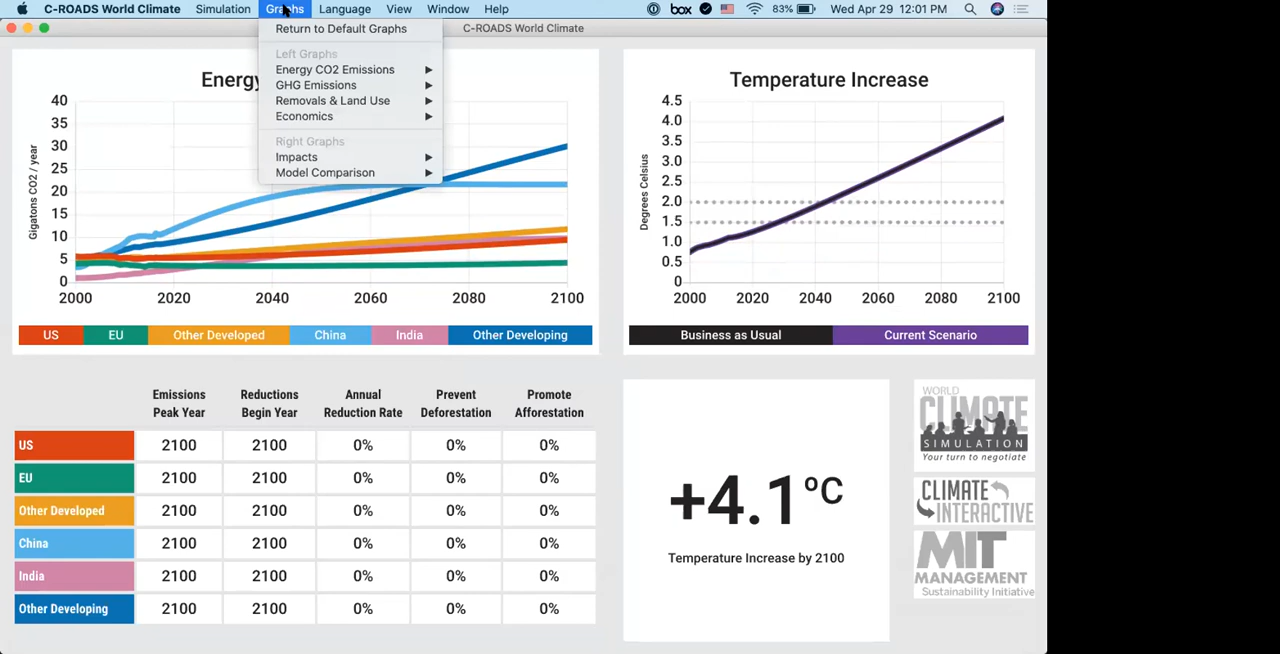 C-ROADS World Climate Simulation Graphs Language View Window Help box 83% Wed Apr 29 12:01 PM
C-ROADS World Climate
Return to Default Graphs
Left Graphs
Energy CO2 Emissions
GHG Emissions
Removals & Land Use
Economics
Right Graphs
Impacts
Model Comparison
Energy
Gigatons CO2 / year
40
35
30
25
20
15
10
5
0
2000 2020 2040 2060 2080 2100
US EU Other Developed China India Other Developing
Temperature Increase
Degrees Celsius
4.5
4.0
3.5
3.0
2.5
2.0
1.5
1.0
0.5
0
2000 2020 2040 2060 2080 2100
Business as Usual Current Scenario
Emissions Peak Year Reductions Begin Year Annual Reduction Rate Prevent Deforestation Promote Afforestation
US 2100 2100 0% 0% 0%
EU 2100 2100 0% 0% 0%
Other Developed 2100 2100 0% 0% 0%
China 2100 2100 0% 0% 0%
India 2100 2100 0% 0% 0%
Other Developing 2100 2100 0% 0% 0%
+4.1 ºC
Temperature Increase by 2100
WORLD
CLIMATE
SIMULATION
Your turn to negotiate
CLIMATE
INTERACTIVE
MIT
MANAGEMENT
Sustainability Initiative